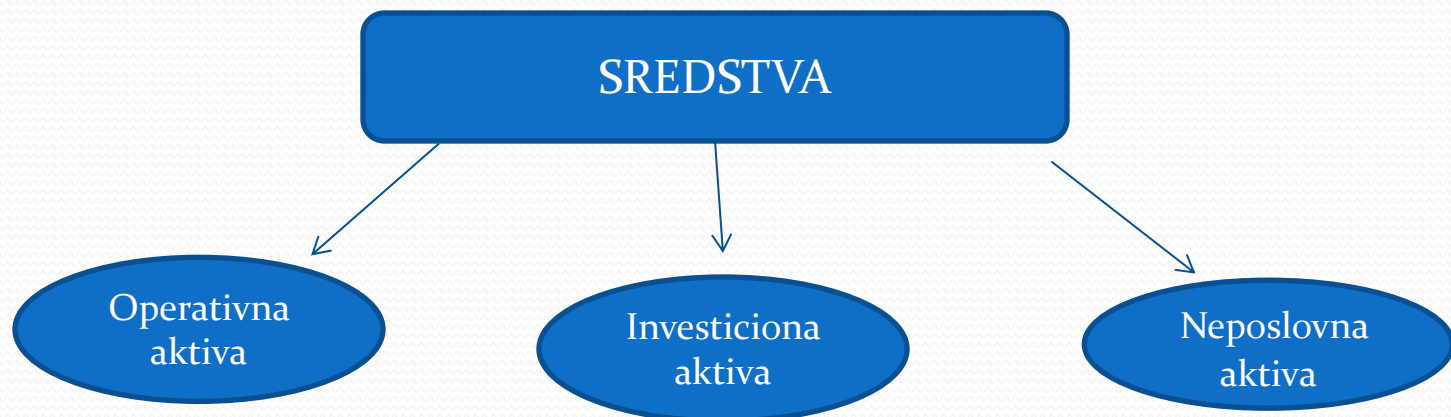 SREDSTVA
Operativna
aktiva
Investiciona
aktiva
Neposlovna
aktiva